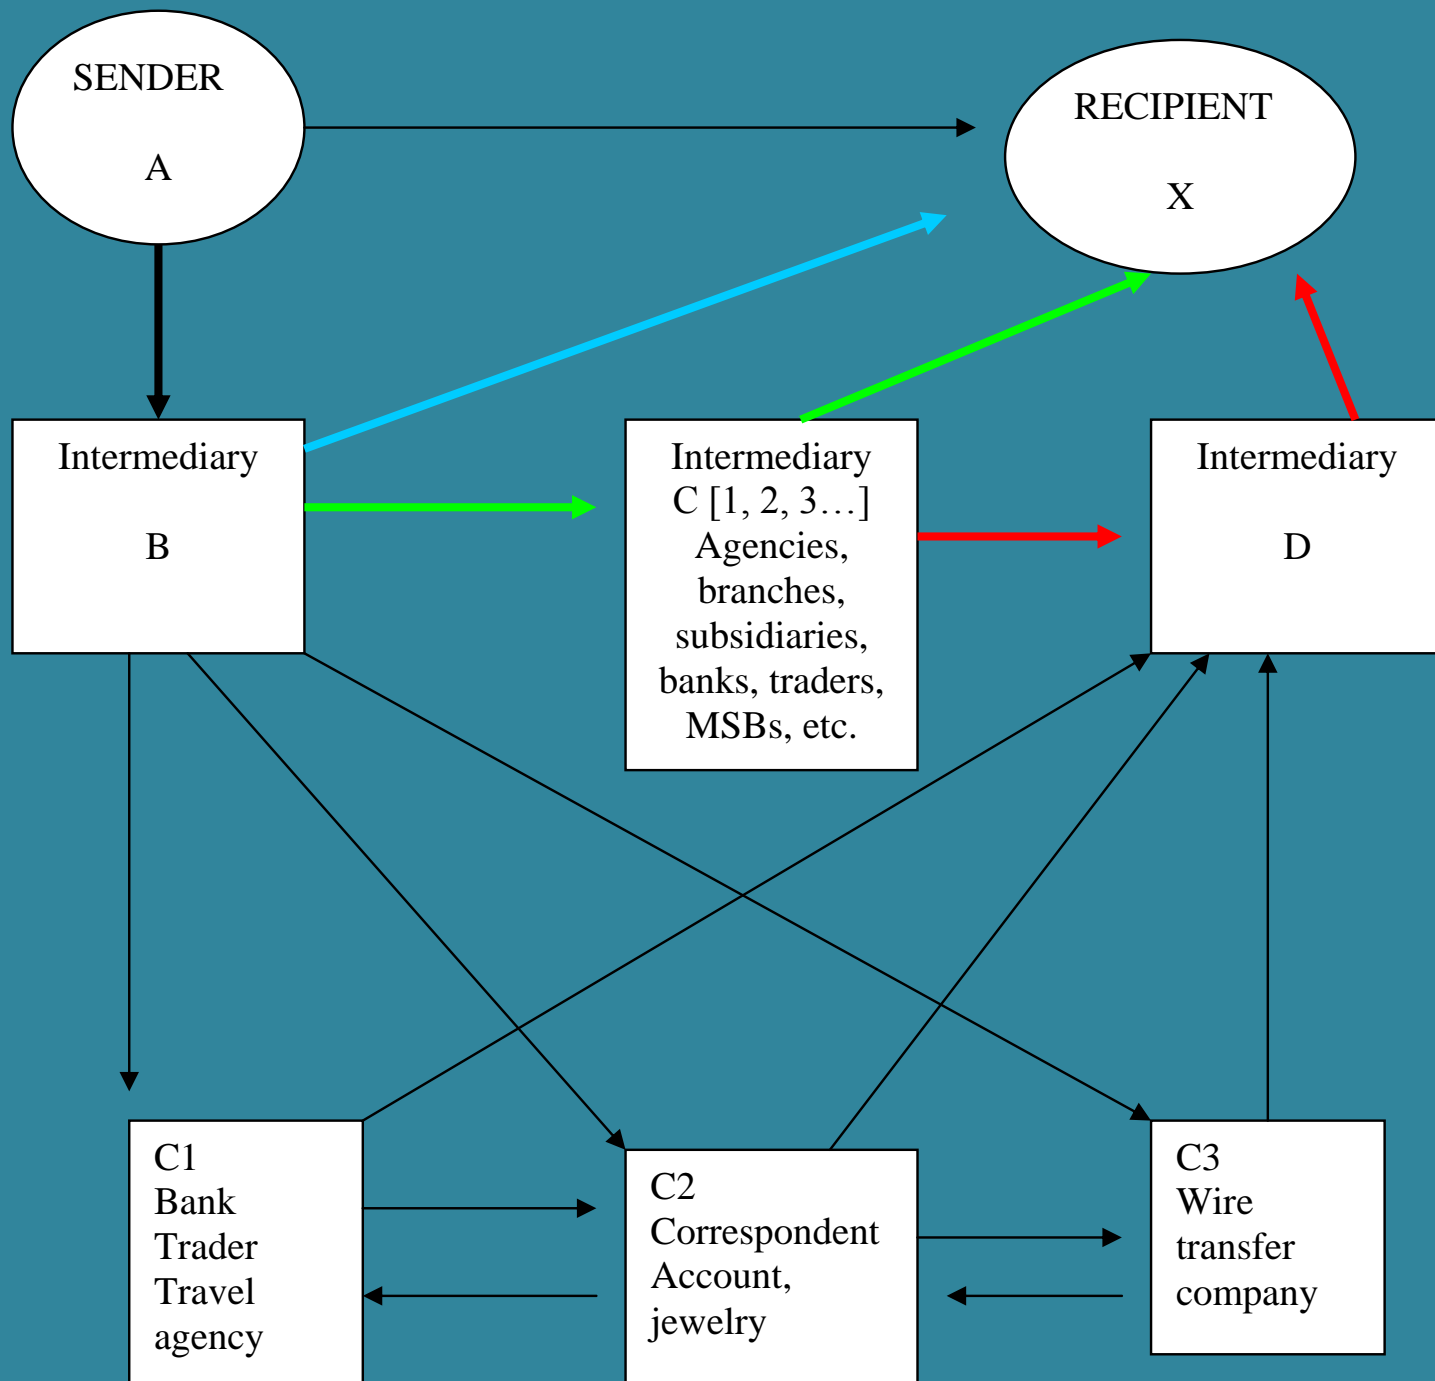 SENDER
A
RECIPIENT
X
Intermediary
B
Intermediary
C [1, 2, 3…]
Agencies,
branches,
subsidiaries,
banks, traders,
MSBs, etc.
Intermediary
D
C1
Bank
Trader
Travel
agency
C2
Correspondent
Account,
jewelry
C3
Wire
transfer
company